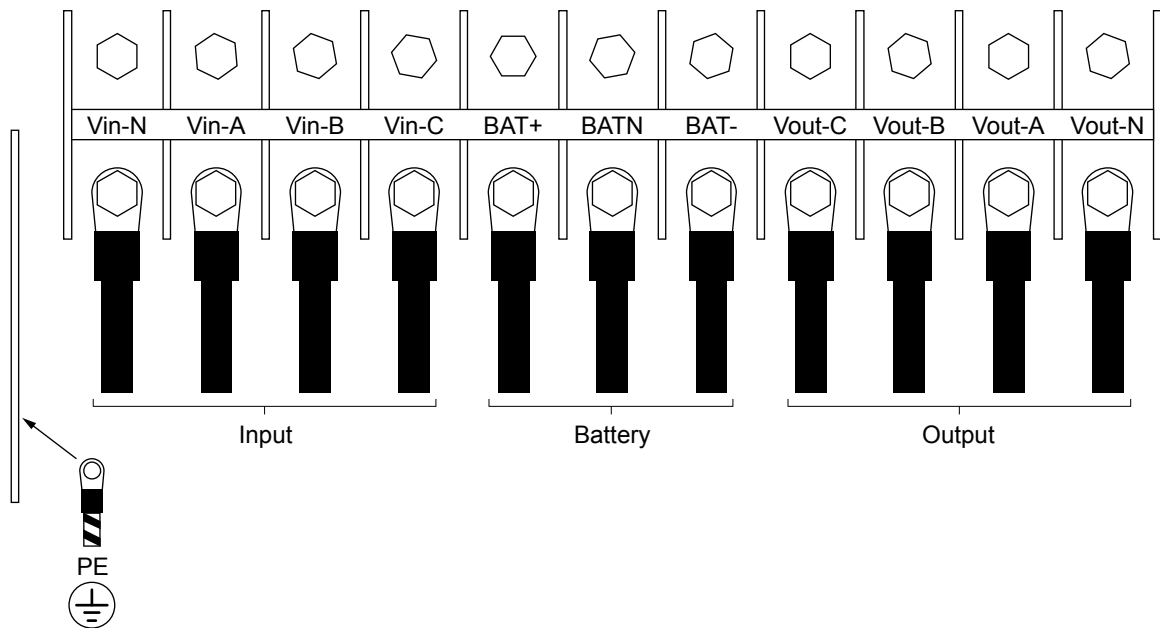 Vin-N Vin-A Vin-B Vin-C BAT+ BATN BAT- Vout-C Vout-B Vout-A Vout-N
Input Battery Output
PE